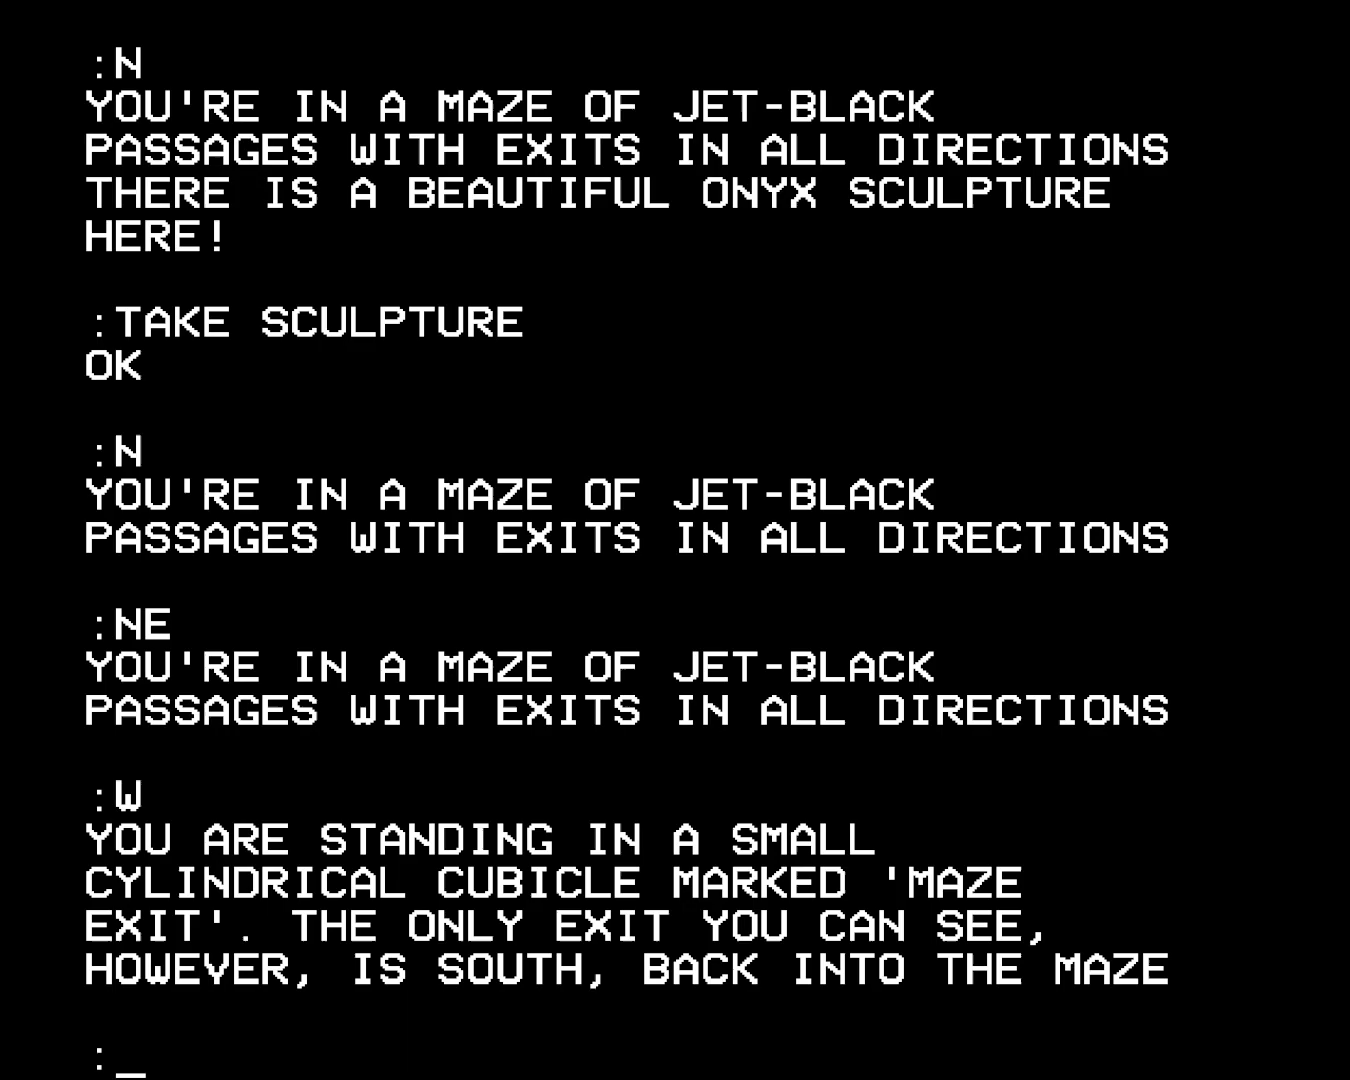 :N
YOU'RE IN A MAZE OF JET-BLACK
PASSAGES WITH EXITS IN ALL DIRECTIONS
THERE IS A BEAUTIFUL ONYX SCULPTURE
HERE!
:TAKE SCULPTURE
OK
:N
YOU'RE IN A MAZE OF JET-BLACK
PASSAGES WITH EXITS IN ALL DIRECTIONS
:NE
YOU'RE IN A MAZE OF JET-BLACK
PASSAGES WITH EXITS IN ALL DIRECTIONS
:W
YOU ARE STANDING IN A SMALL
CYLINDRICAL CUBICLE MARKED 'MAZE
EXIT'. THE ONLY EXIT YOU CAN SEE,
HOWEVER, IS SOUTH, BACK INTO THE MAZE
:_